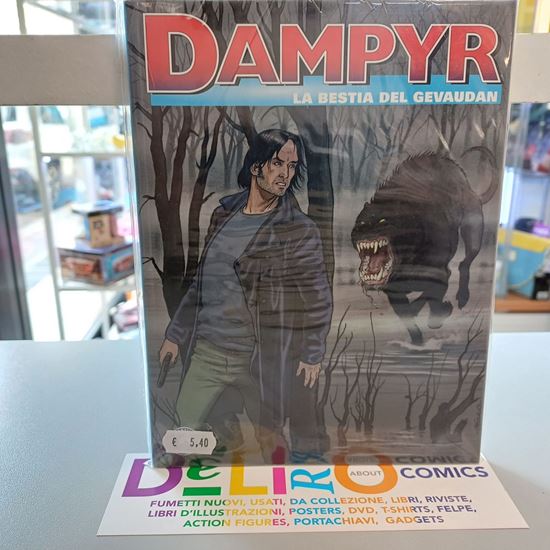 DAMPYR
LA BESTIA DEL GEVAUDAN
€ 5,40
DeLiRO COMIC
ABOUT COMICS
FUMETTI NUOVI, USATI, DA COLLEZIONE, LIBRI, RIVISTE,
LIBRI D'ILLUSTRAZIONI, POSTERS, DVD, T-SHIRTS, FELPE,
ACTION FIGURES, PORTACHIAVI, GADGETS